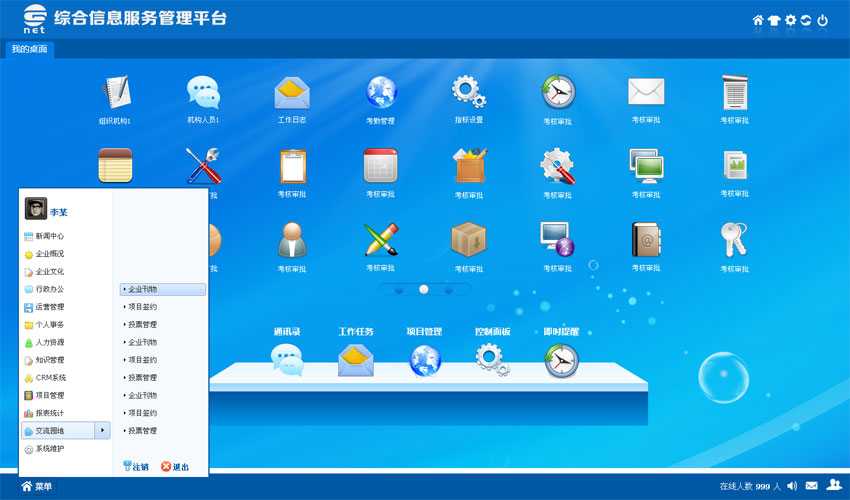 net
综合信息服务管理平台
我的桌面
组织机构1
机构人员1
工作日志
考勤管理
指标设置
考核审批
考核审批
考核审批
批
考核审批
考核审批
考核审批
考核审批
考核审批
考核审批
考核审批
考核审批
考核审批
考核审批
考核审批
考核审批
李某
新闻中心
企业概况
企业文化
行政办公
运营管理
个人事务
人力资源
知识管理
CRM系统
项目管理
报表统计
交流园地
系统维护
企业刊物
项目签约
投票管理
企业刊物
项目签约
投票管理
企业刊物
项目签约
投票管理
注销 退出
通讯录
工作任务
项目管理
控制面板
即时提醒
菜单
在线人数 999 人